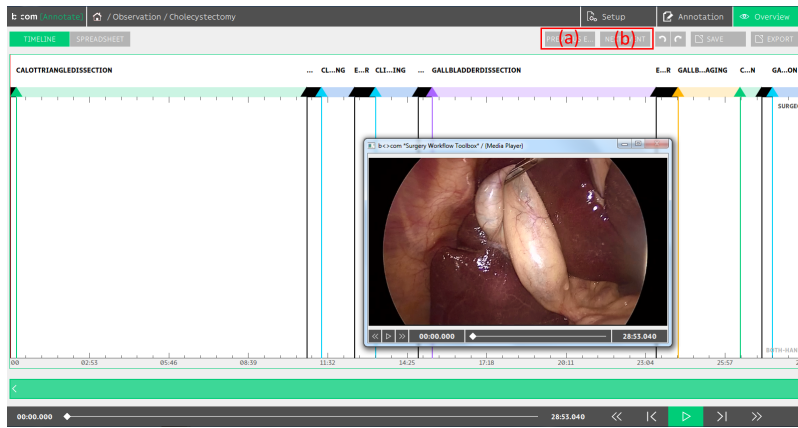 b<>com [Annotate] / Observation / Cholecystectomy Setup Annotation Overview
TIMELINE SPREADSHEET (a) (b) SAVE EXPORT
CALOTTRIANGLEDISSECTION ... CL...NG E...R CLI...ING ... GALLBLADDERDISSECTION E...R GALLB...AGING C...N GA...ON
b<>com "Surgery Workflow Toolbox" / (Media Player)
00:00.000 28:53.040
00 02:53 05:46 08:39 11:32 14:25 17:18 20:11 23:04 25:57
00:00.000 28:53.040